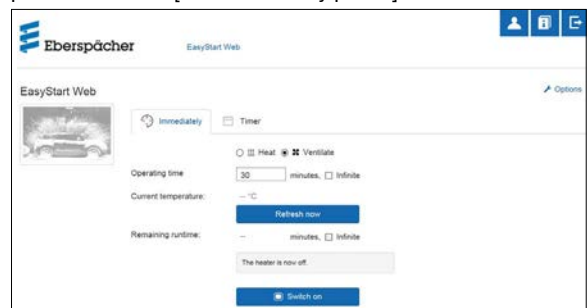 Eberspächer
EasyStart Web
EasyStart Web
Options
Immediately
Timer
Heat Ventilate
Operating time 30 minutes, Infinite
Current temperature: -- °C
Refresh now
Remaining runtime: -- minutes, Infinite
The heater is now off.
Switch on